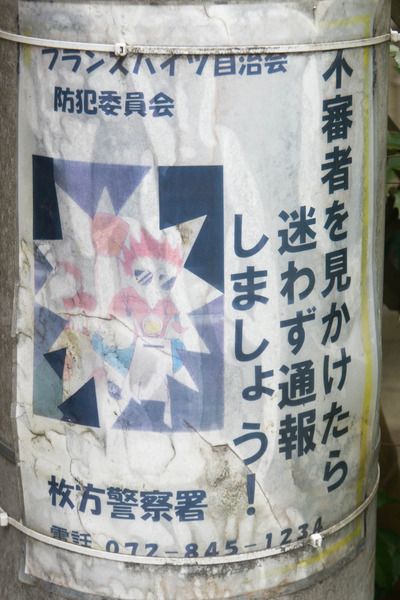 不審者を見かけたら
迷わず通報
しましょう!
フランスハイツ自治会
防犯委員会
枚方警察署
電話 072-845-1234